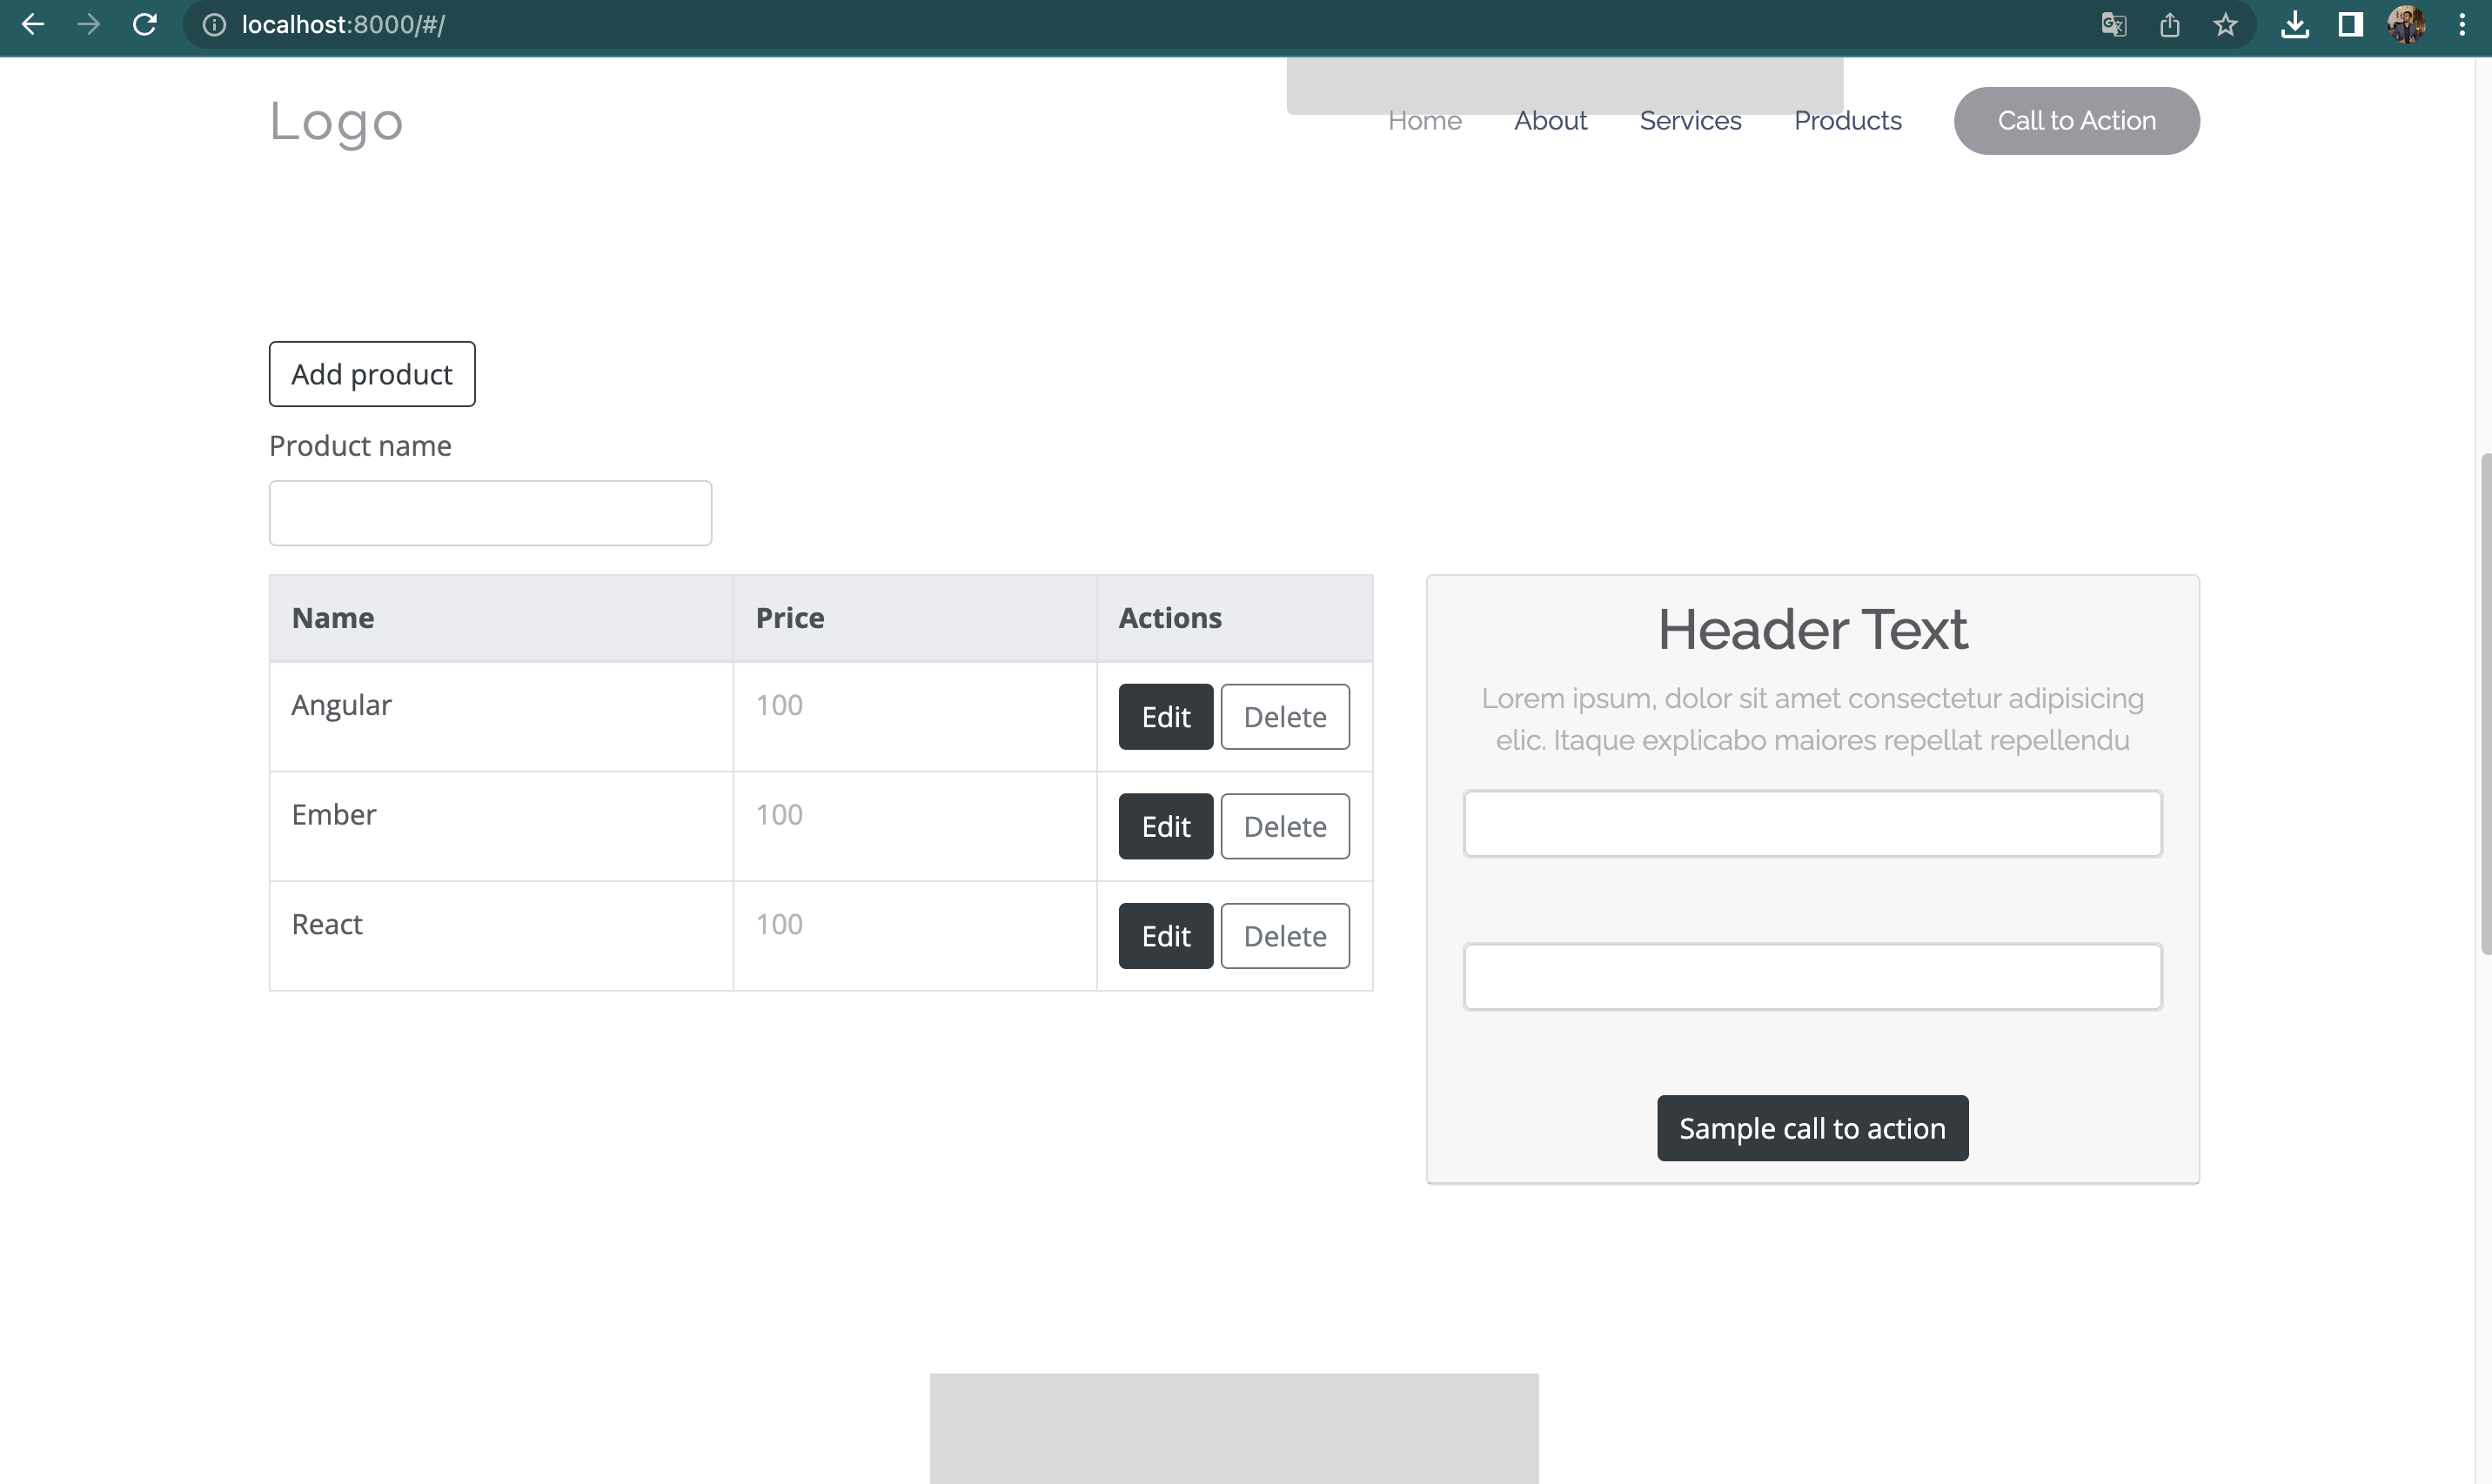 localhost:8000/#/
Logo
Home About Services Products Call to Action
Add product
Product name
Name Price Actions
Angular 100 Edit Delete
Ember 100 Edit Delete
React 100 Edit Delete
Header Text
Lorem ipsum, dolor sit amet consectetur adipisicing
elic. Itaque explicabo maiores repellat repellendu
Sample call to action